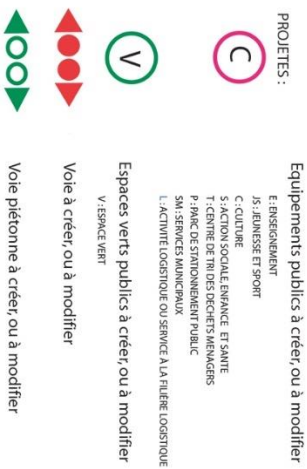 PROJETES :
C
Equipements publics à créer, ou à modifier
E : ENSEIGNEMENT
JS : JEUNESSE ET SPORT
C : CULTURE
S : ACTION SOCIALE, ENFANCE ET SANTE
T : CENTRE DE TRI DES DECHETS MENAGERS
P : PARC DE STATIONNEMENT PUBLIC
SM : SERVICES MUNICIPAUX
L : ACTIVITÉ LOGISTIQUE OU SERVICE À LA FILIÈRE LOGISTIQUE
V
Espaces verts publics à créer, ou à modifier
V : ESPACE VERT
Voie à créer, ou à modifier
Voie piétonne à créer, ou à modifier